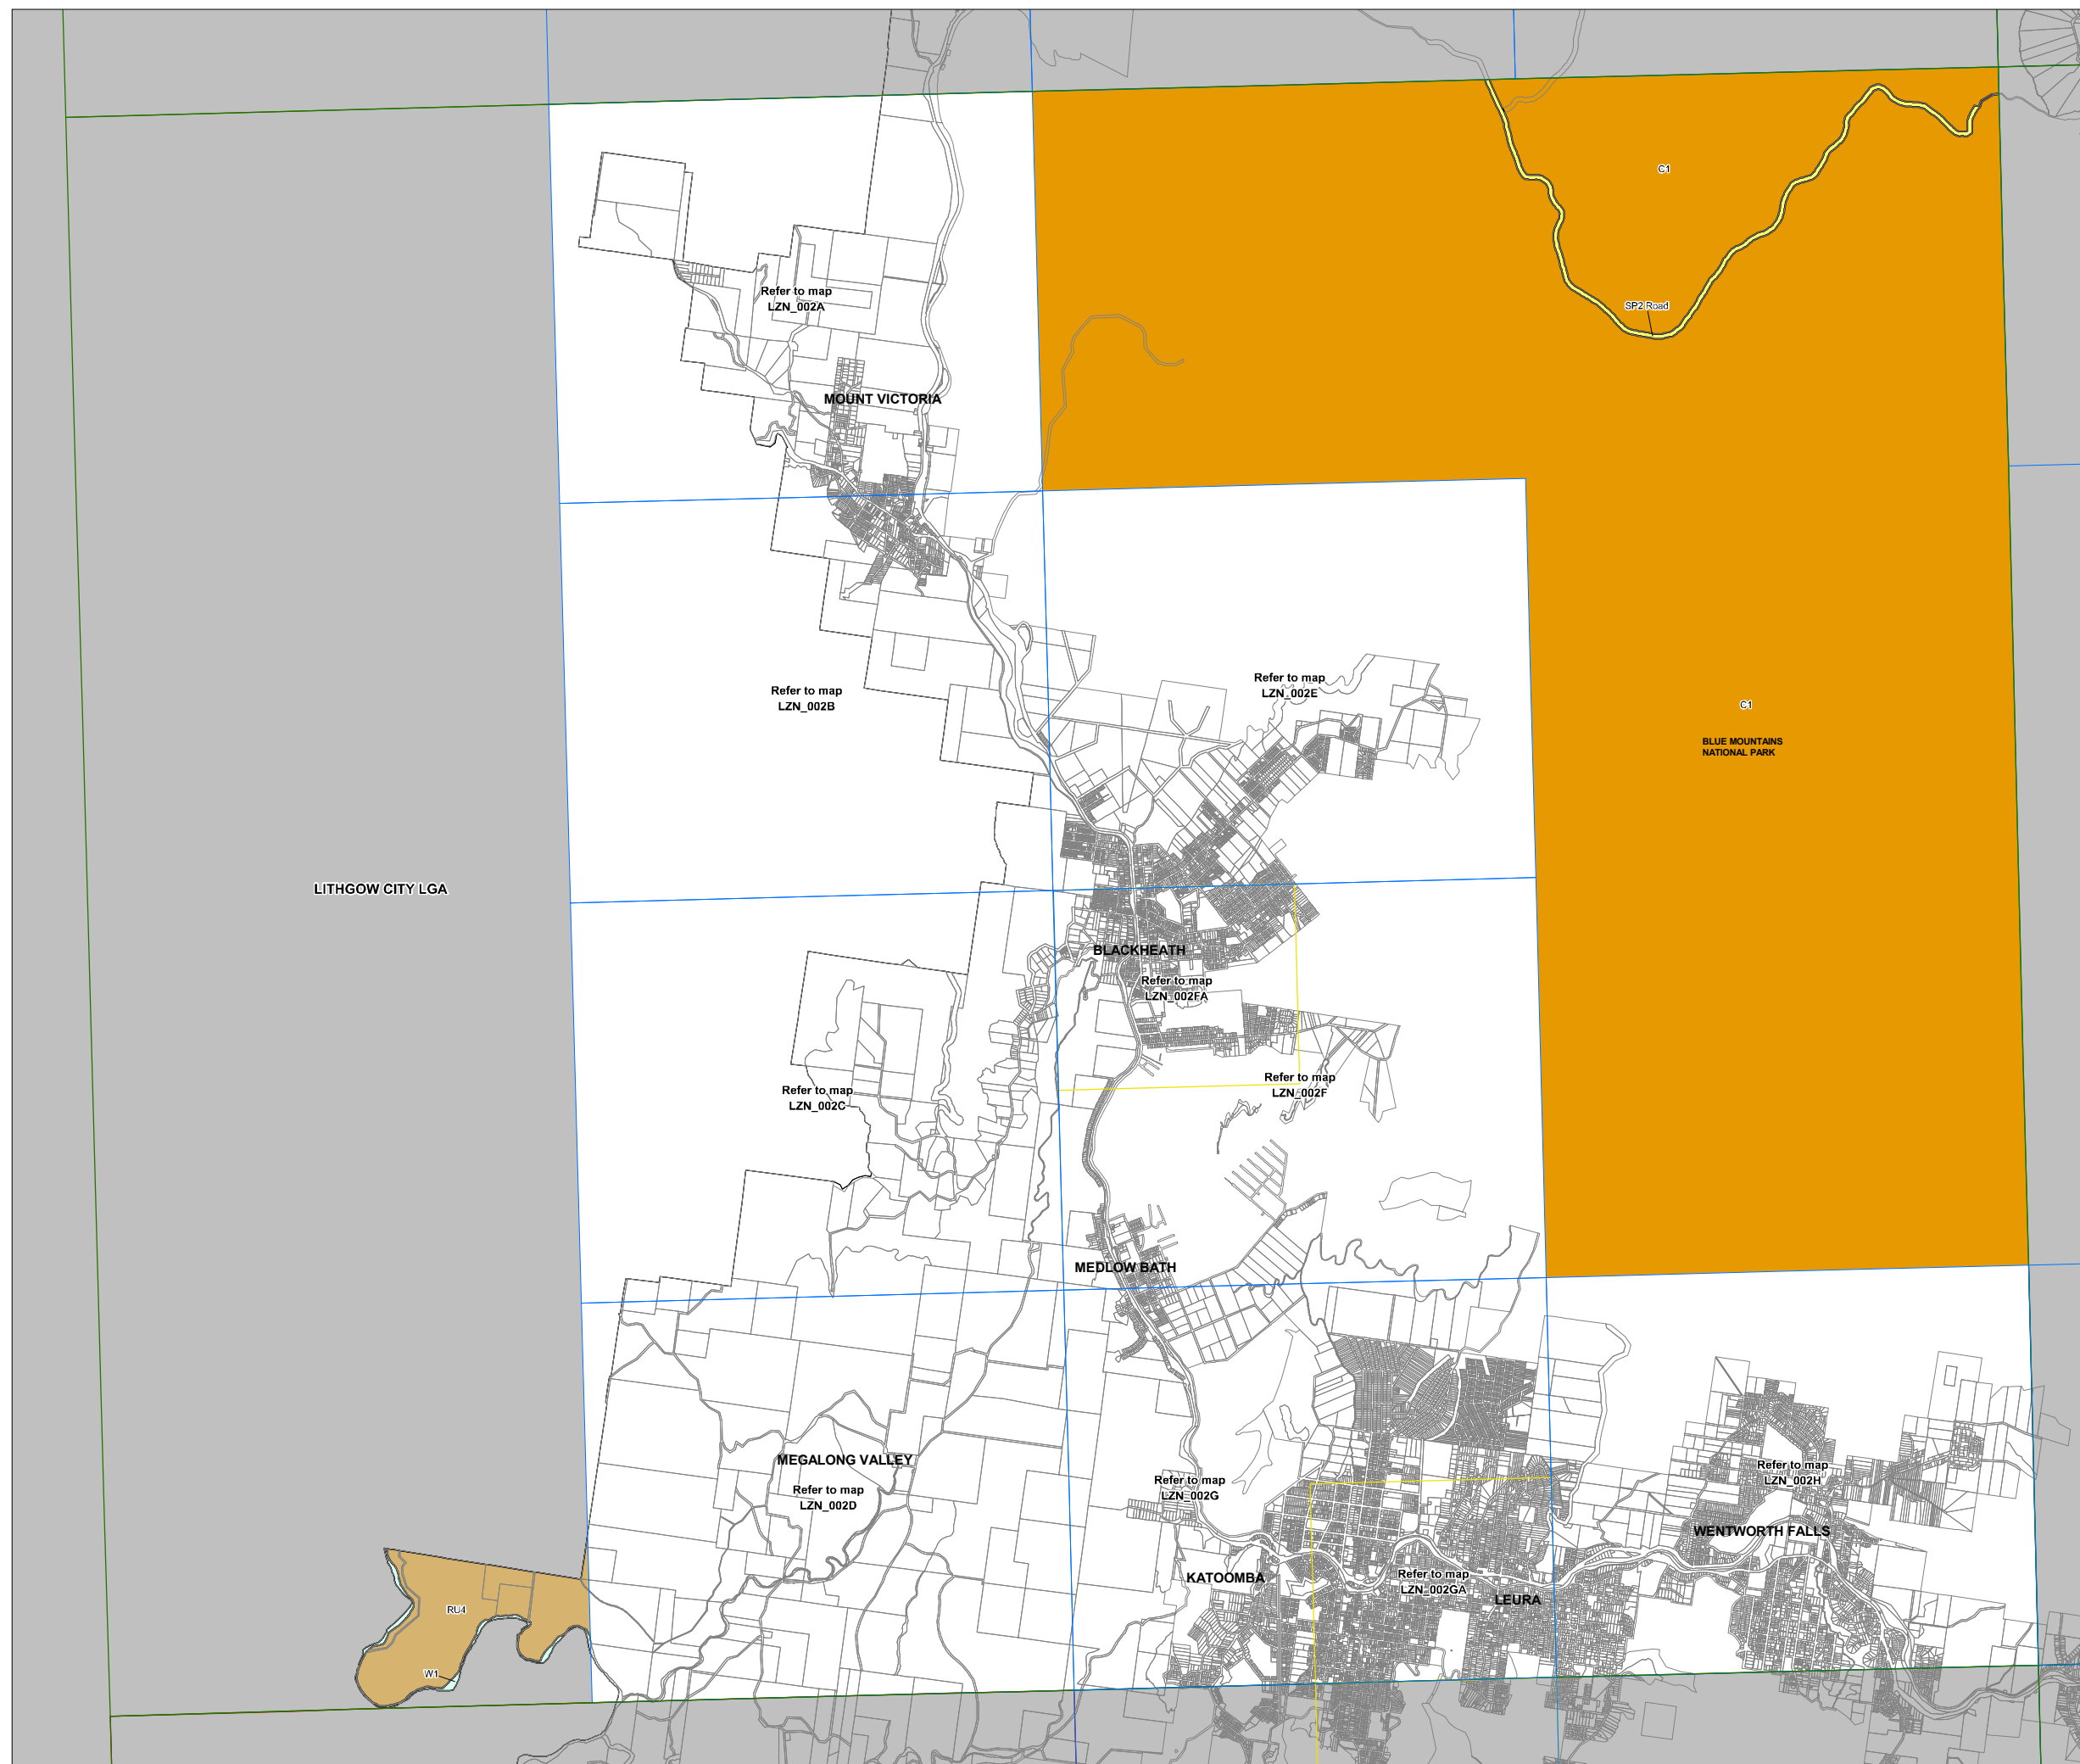 C1
Refer to map
LZN_002A
SP2 Road
MOUNT VICTORIA
Refer to map
LZN_002E
Refer to map
LZN_002B
C1
BLUE MOUNTAINS
NATIONAL PARK
LITHGOW CITY LGA
BLACKHEATH
Refer to map
LZN_002FA
Refer to map
LZN_002F
Refer to map
LZN_002C
MEDLOW BATH
MEGALONG VALLEY
Refer to map
LZN_002D
Refer to map
LZN_002G
Refer to map
LZN_002H
WENTWORTH FALLS
KATOOMBA
Refer to map
LZN_002GA
LEURA
RU4
W1